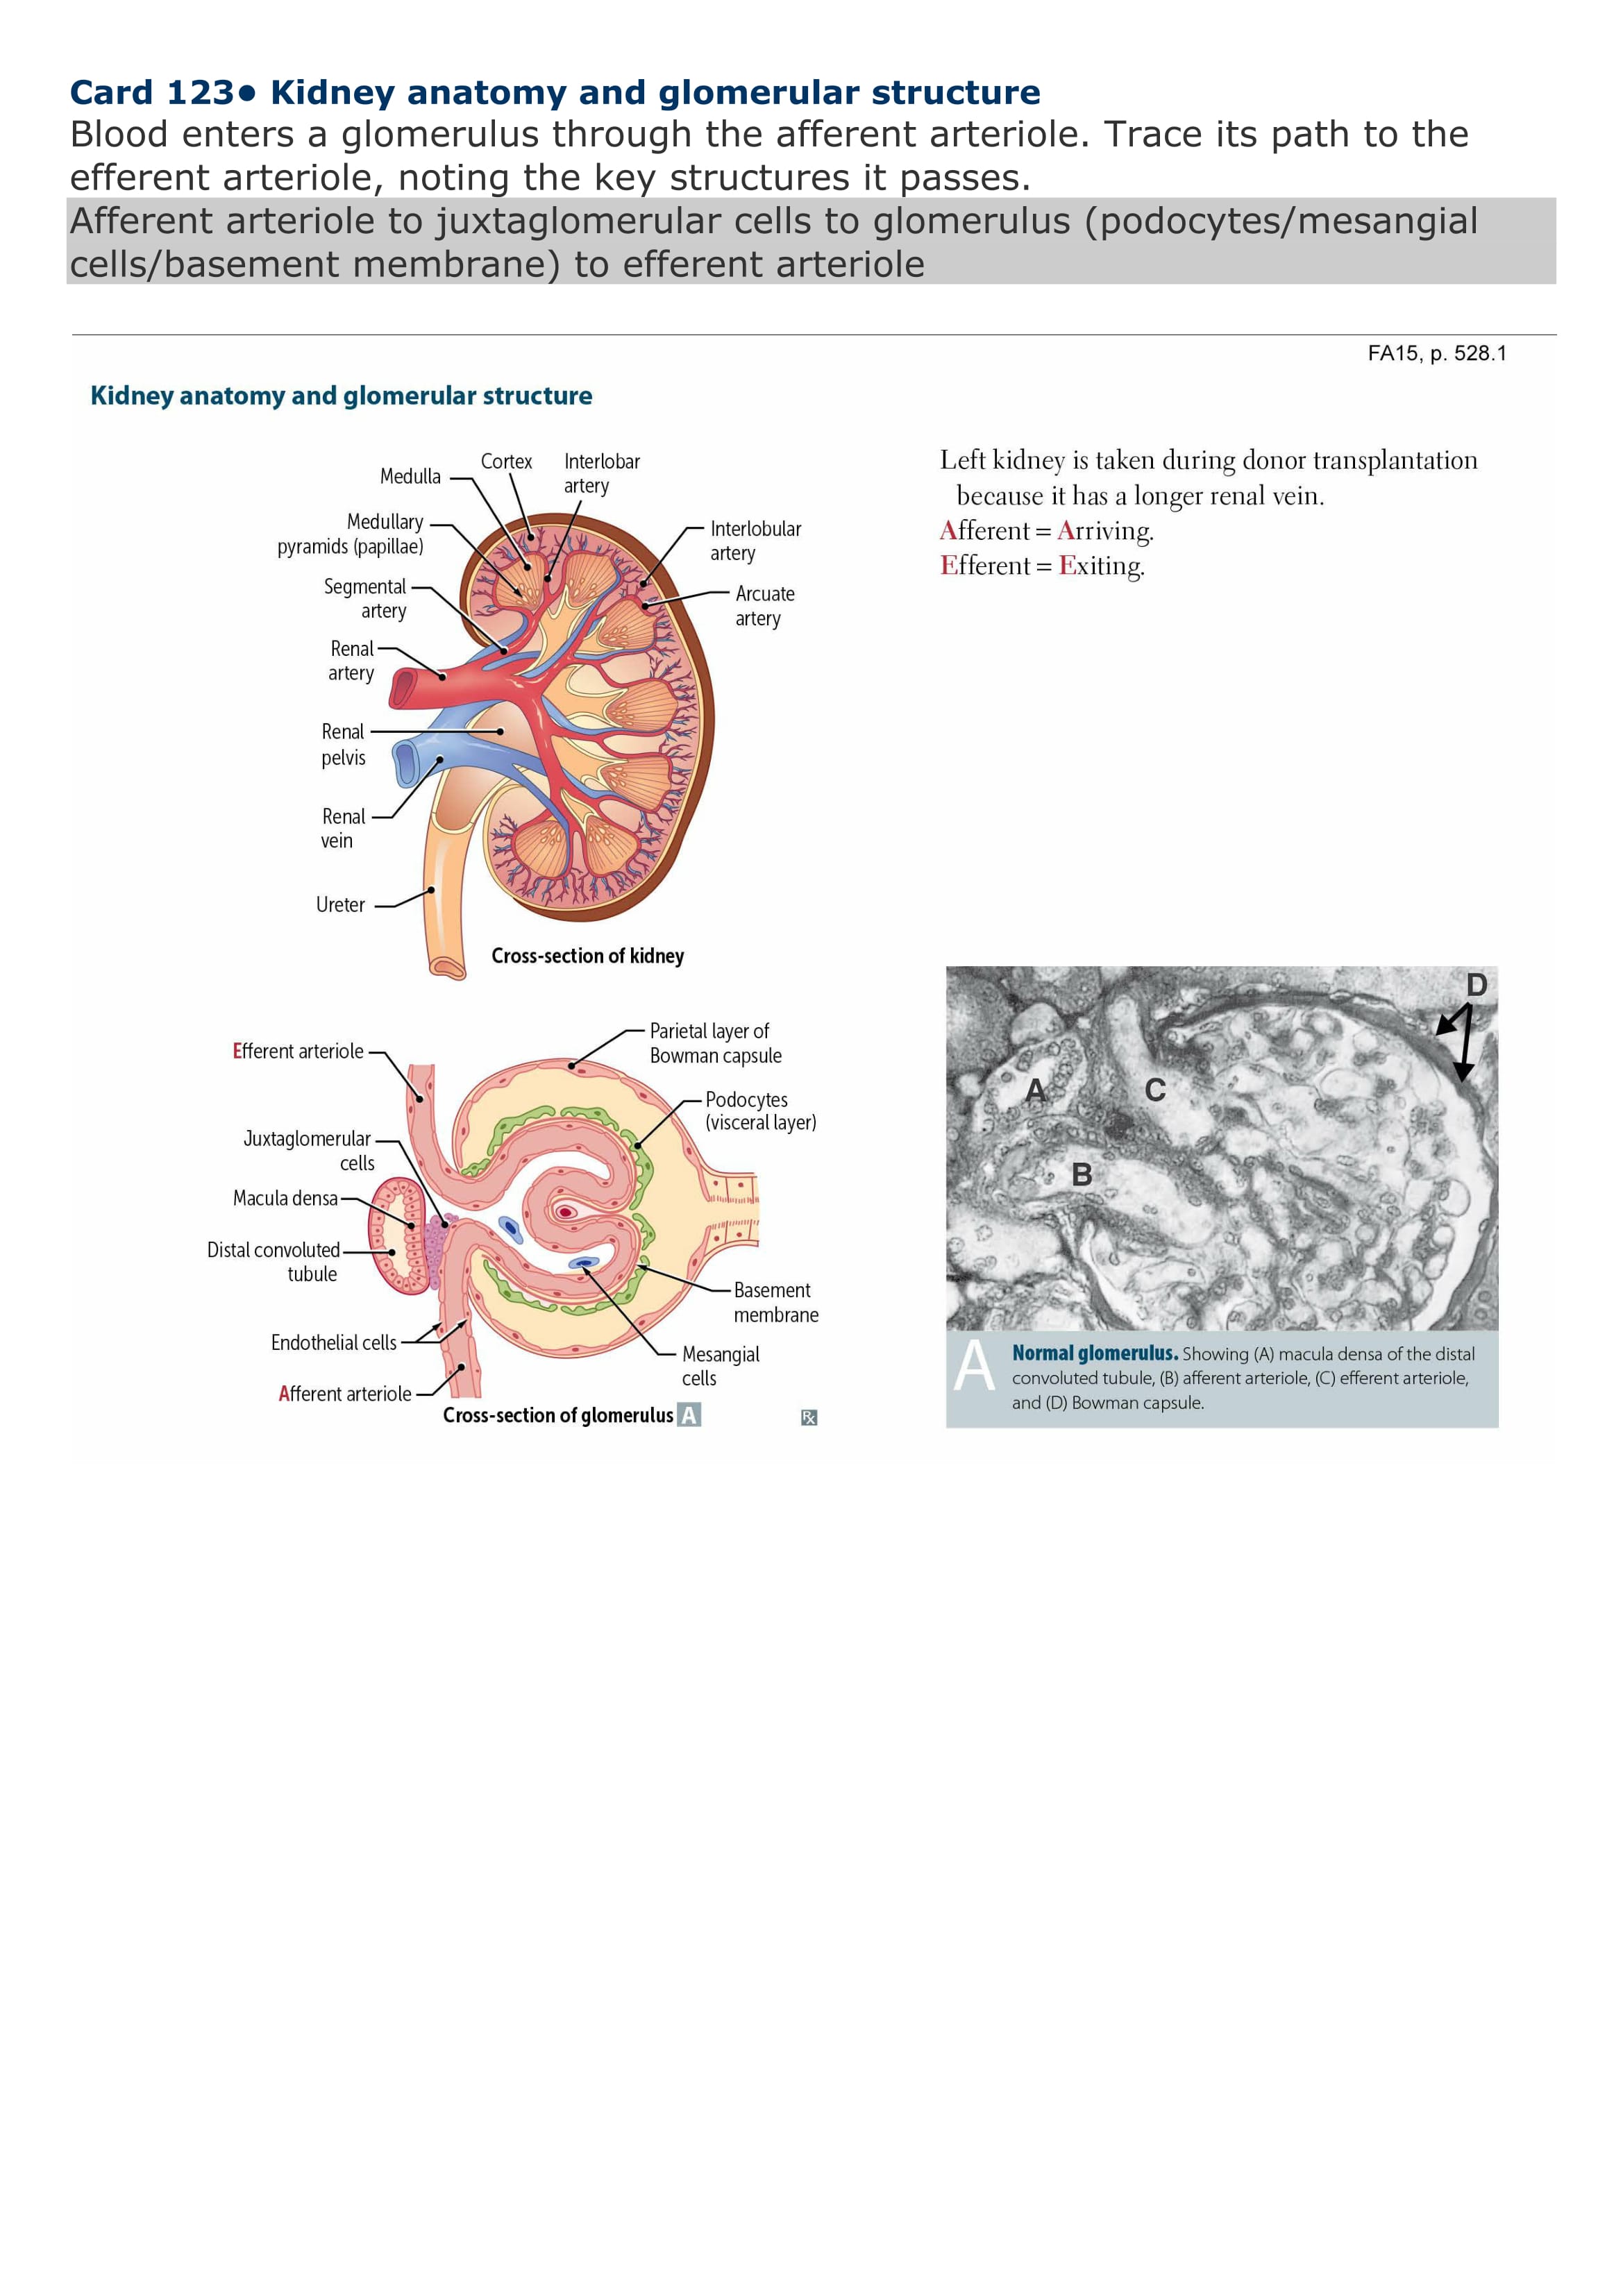 Card 123● Kidney anatomy and glomerular structure
Blood enters a glomerulus through the afferent arteriole. Trace its path to the
efferent arteriole, noting the key structures it passes.
Afferent arteriole to juxtaglomerular cells to glomerulus (podocytes/mesangial
cells/basement membrane) to efferent arteriole
FA15, p. 528.1
Kidney anatomy and glomerular structure
Medulla
Cortex
Interlobar
artery
Medullary
pyramids (papillae)
Segmental
artery
Renal
artery
Renal
pelvis
Renal
vein
Ureter
Interlobular
artery
Arcuate
artery
Cross-section of kidney
Left kidney is taken during donor transplantation
because it has a longer renal vein.
Afferent = Arriving.
Efferent = Exiting.
Efferent arteriole
Juxtaglomerular
cells
Macula densa
Distal convoluted
tubule
Endothelial cells
Afferent arteriole
Parietal layer of
Bowman capsule
Podocytes
(visceral layer)
Basement
membrane
Mesangial
cells
Cross-section of glomerulus A
Rx
A
B
C
D
A
Normal glomerulus. Showing (A) macula densa of the distal
convoluted tubule, (B) afferent arteriole, (C) efferent arteriole,
and (D) Bowman capsule.